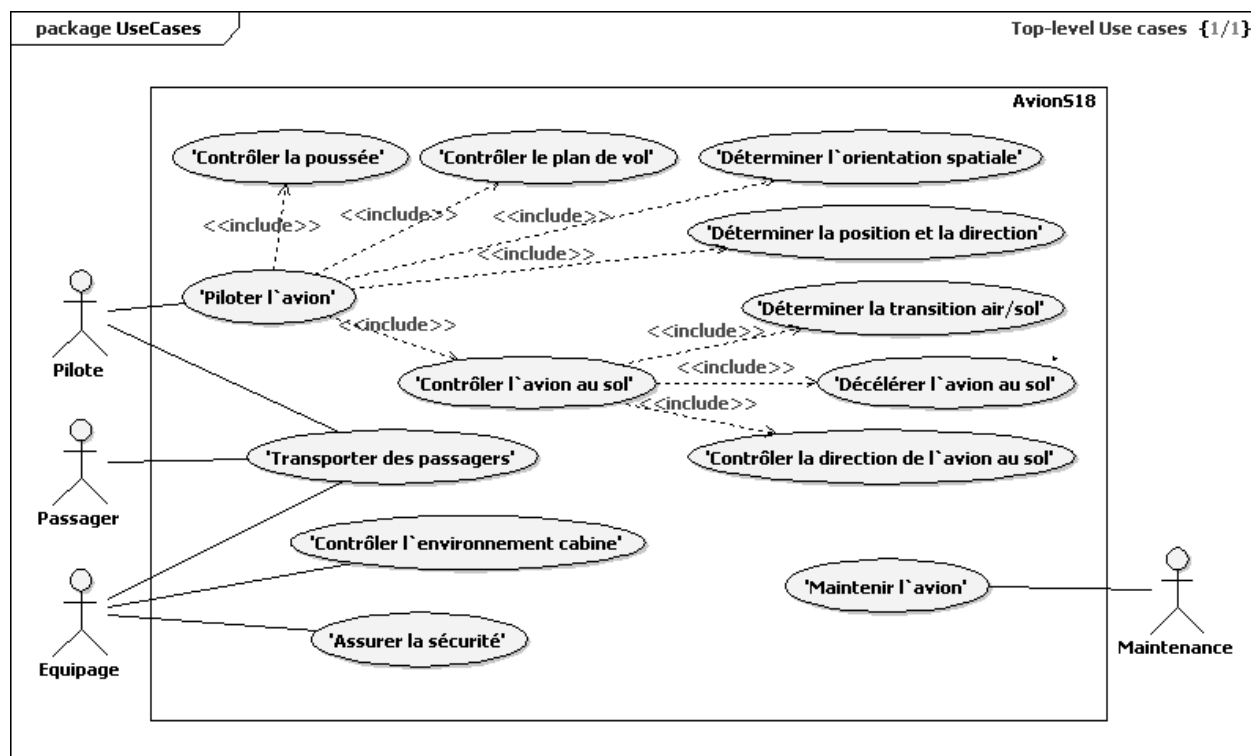 package UseCases
Top-level Use cases {1/1}
AvionS18
'Contrôler la poussée'
'Contrôler le plan de vol'
'Déterminer l`orientation spatiale'
<<include>>
<<include>>
<<include>>
'Déterminer la position et la direction'
<<include>>
'Piloter l`avion'
'Déterminer la transition air/sol'
<<include>>
<<include>>
Pilote
<<include>>
'Contrôler l`avion au sol'
'Décélérer l`avion au sol'
<<include>>
'Transporter des passagers'
'Contrôler la direction de l`avion au sol'
Passager
'Contrôler l`environnement cabine'
'Maintenir l`avion'
'Assurer la sécurité'
Equipage
Maintenance